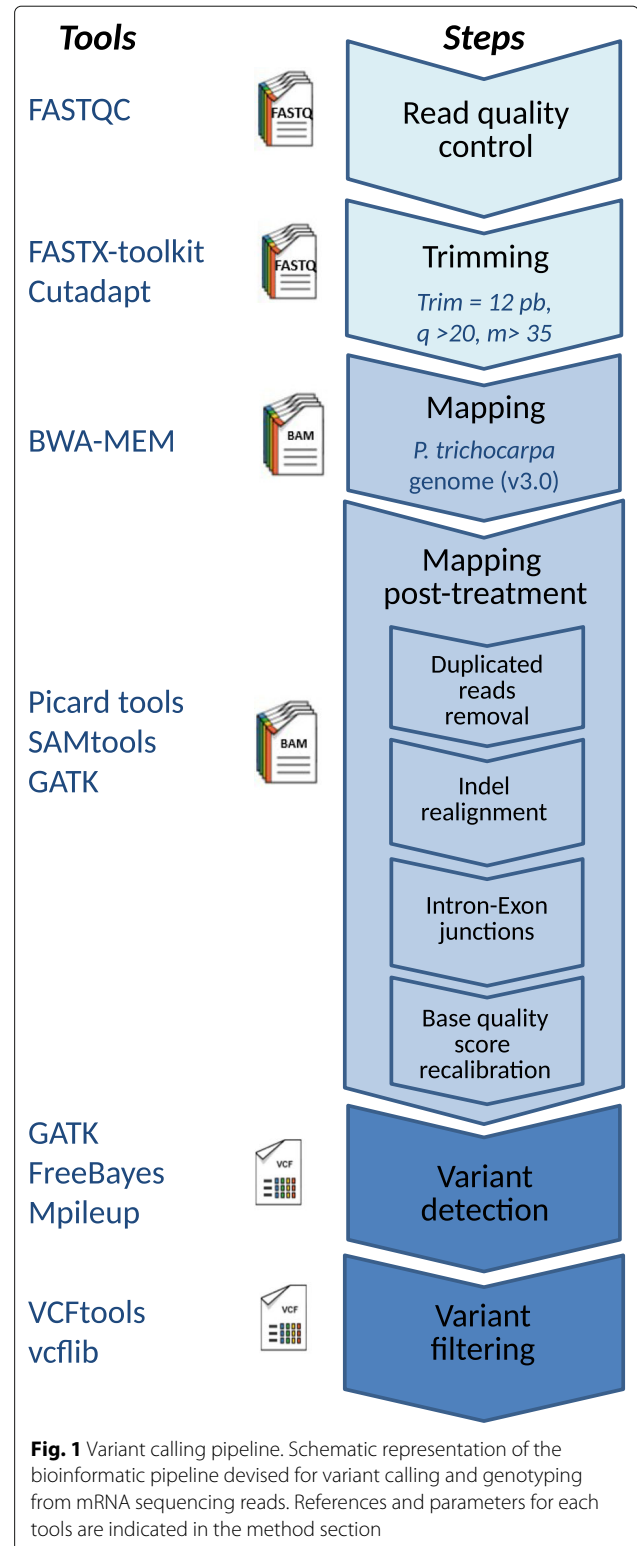 Tools
Steps
FASTQC
FASTQ
Read quality
control
FASTX-toolkit
Cutadapt
FASTQ
Trimming
Trim = 12 pb,
q >20, m> 35
BWA-MEM
BAM
Mapping
P. trichocarpa
genome (v3.0)
Mapping
post-treatment
Picard tools
SAMtools
GATK
BAM
Duplicated
reads
removal
Indel
realignment
Intron-Exon
junctions
Base quality
score
recalibration
GATK
FreeBayes
Mpileup
VCF
Variant
detection
VCFtools
vcflib
VCF
Variant
filtering
Fig. 1 Variant calling pipeline. Schematic representation of the
bioinformatic pipeline devised for variant calling and genotyping
from mRNA sequencing reads. References and parameters for each
tools are indicated in the method section